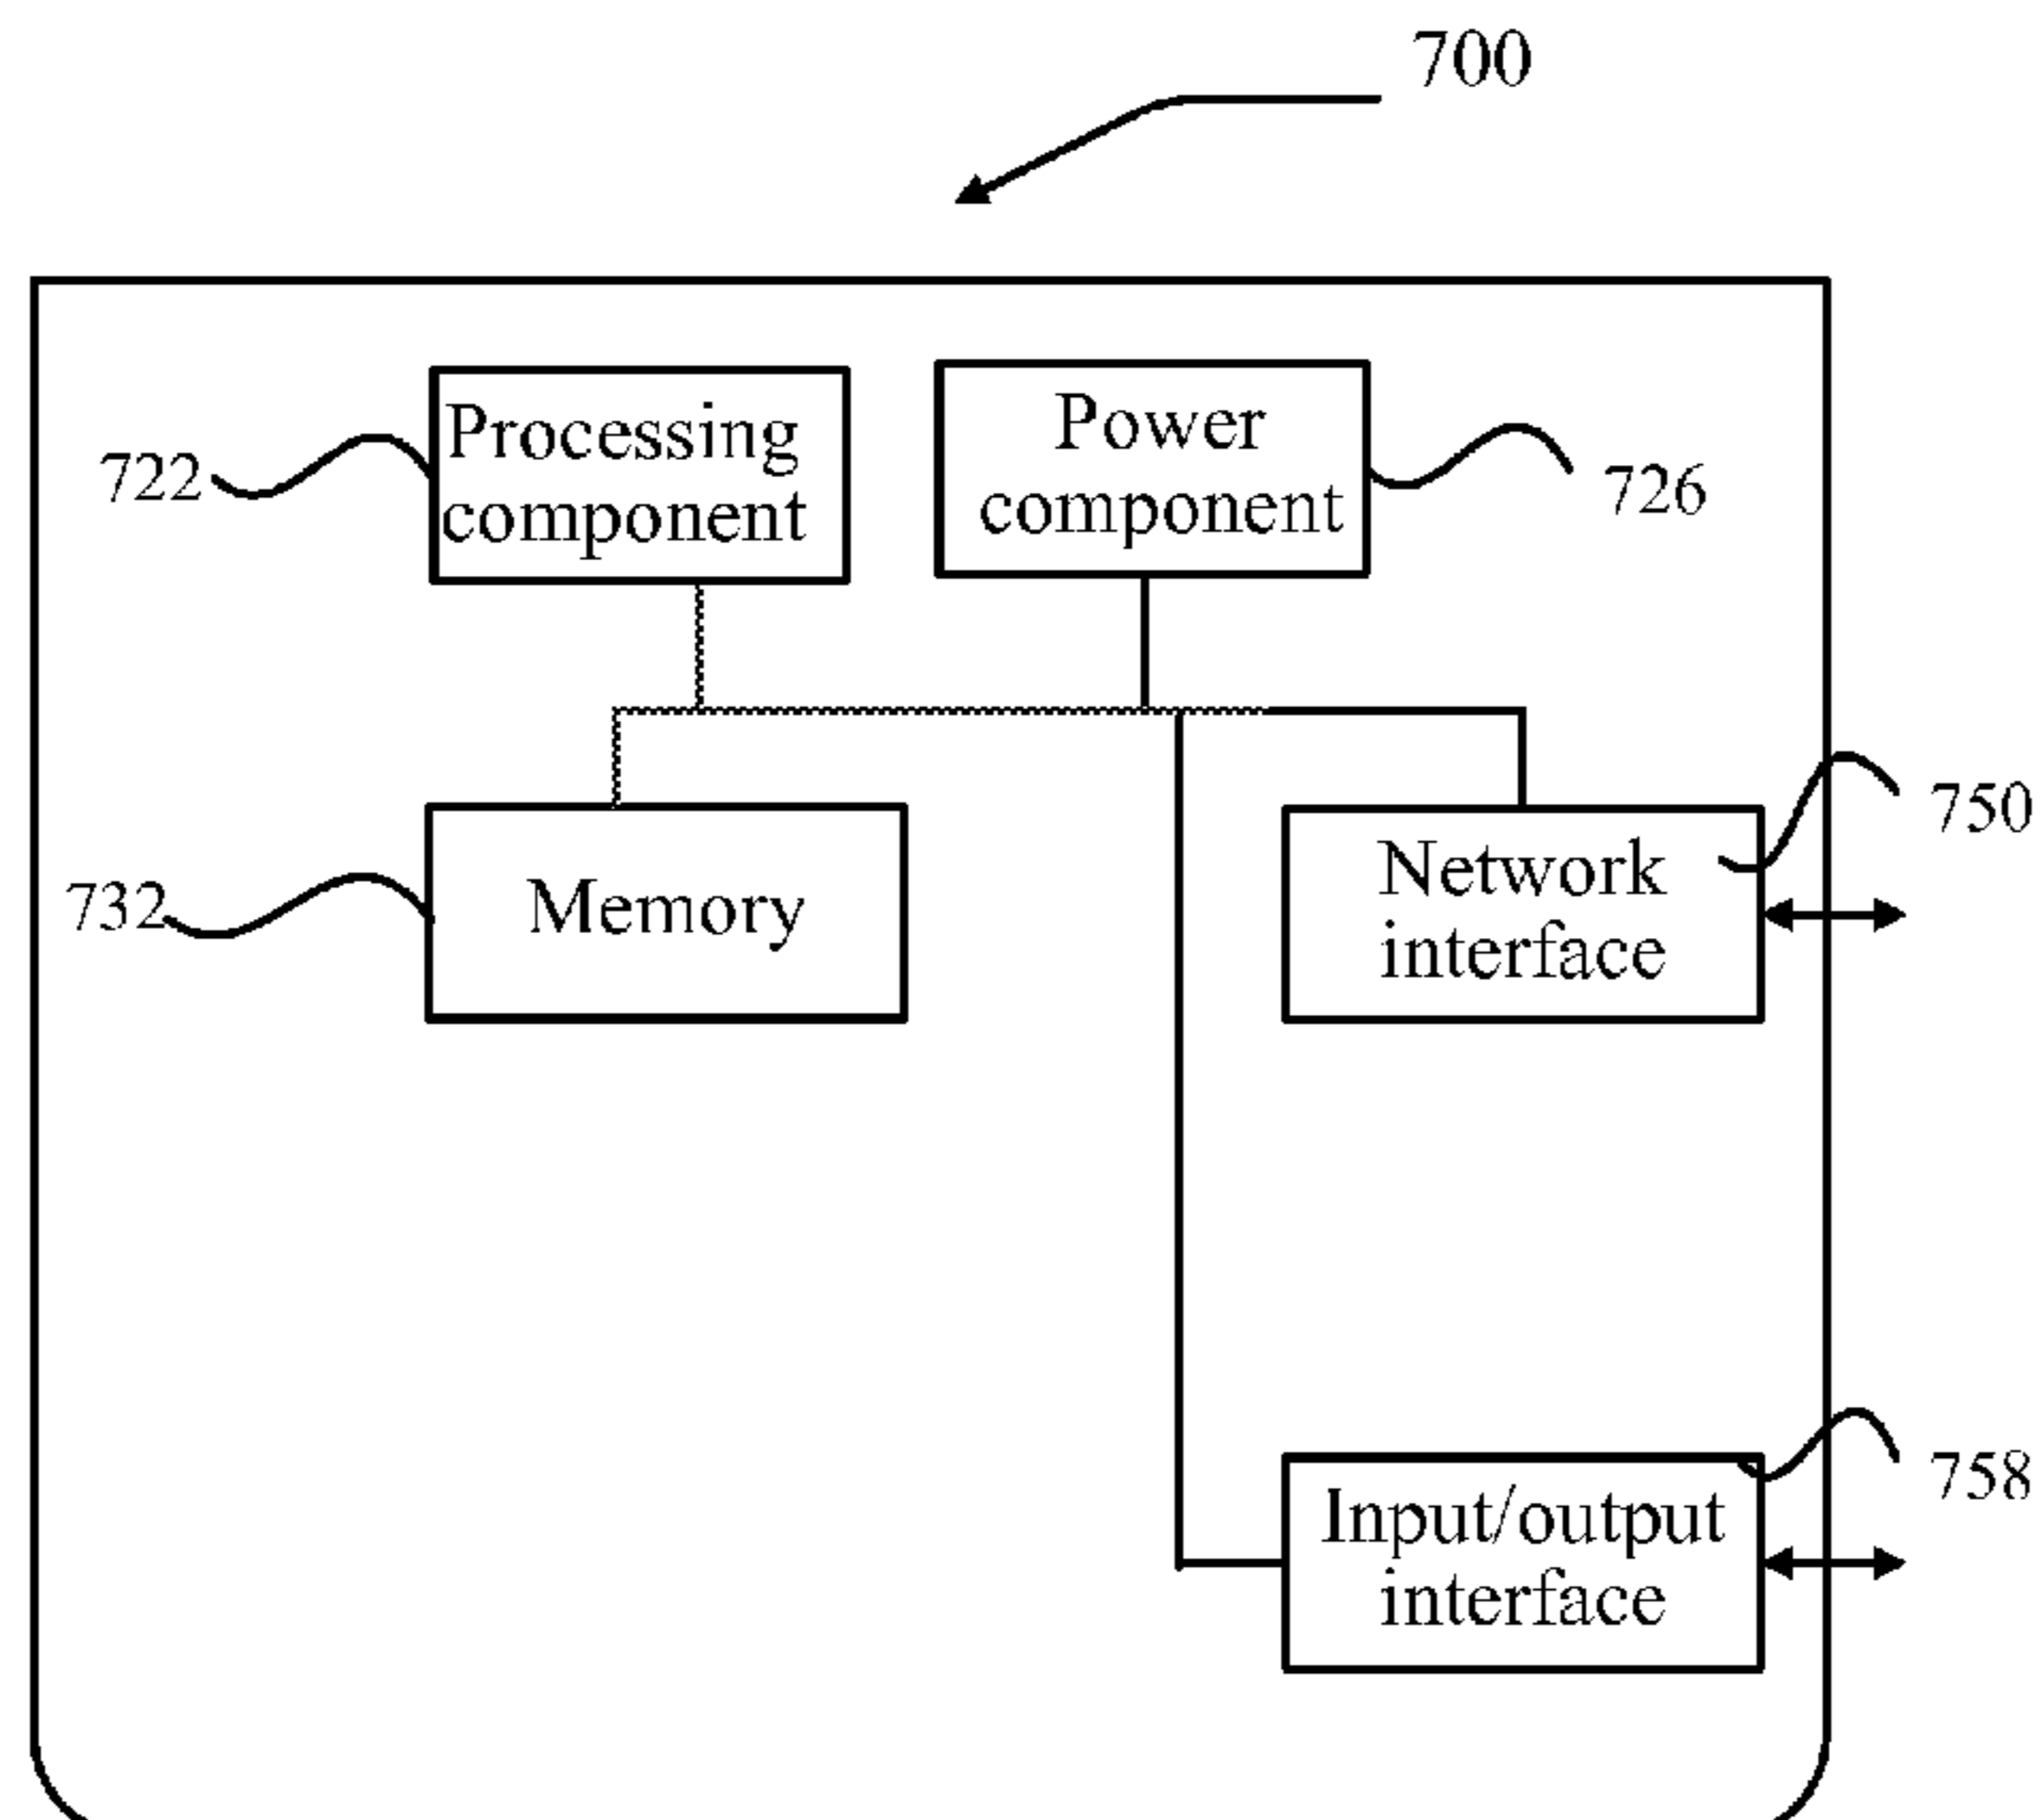 700
Processing
component
722
Power
component
726
732
Memory
Network
interface
750
Input/output
interface
758